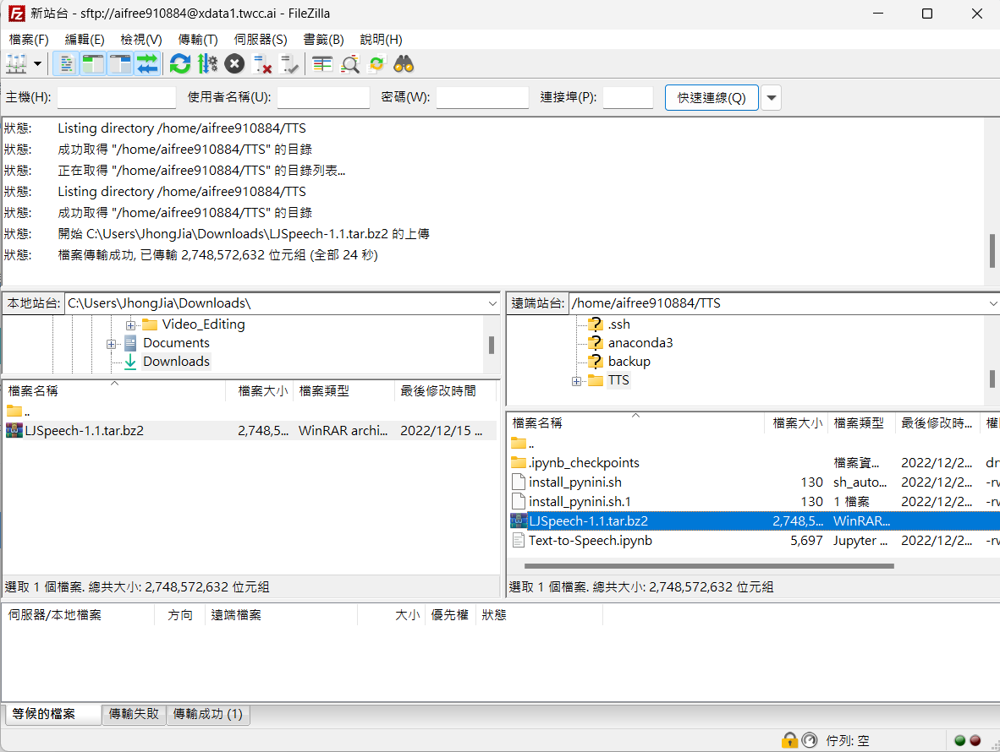 新站台 - sftp://aifree910884@xdata1.twcc.ai - FileZilla
檔案(F) 編輯(E) 檢視(V) 傳輸(T) 伺服器(S) 書籤(B) 說明(H)
主機(H): 使用者名稱(U): 密碼(W): 連接埠(P): 快速連線(Q)
狀態: Listing directory /home/aifree910884/TTS
狀態: 成功取得 "/home/aifree910884/TTS" 的目錄
狀態: 正在取得 "/home/aifree910884/TTS" 的目錄列表...
狀態: Listing directory /home/aifree910884/TTS
狀態: 成功取得 "/home/aifree910884/TTS" 的目錄
狀態: 開始 C:\Users\JhongJia\Downloads\LJSpeech-1.1.tar.bz2 的上傳
狀態: 檔案傳輸成功, 已傳輸 2,748,572,632 位元組 (全部 24 秒)
本地站台: C:\Users\JhongJia\Downloads\
Video_Editing
Documents
Downloads
檔案名稱 檔案大小 檔案類型 最後修改時間
..
LJSpeech-1.1.tar.bz2 2,748,5... WinRAR archi... 2022/12/15 ...
選取 1 個檔案. 總共大小: 2,748,572,632 位元組
遠端站台: /home/aifree910884/TTS
.ssh
anaconda3
backup
TTS
檔案名稱 檔案大小 檔案類型 最後修改時... 權
..
.ipynb_checkpoints 檔案資... 2022/12/2... dr
install_pynini.sh 130 sh_auto... 2022/12/2... -rw
install_pynini.sh.1 130 1 檔案 2022/12/2... -rw
LJSpeech-1.1.tar.bz2 2,748,5... WinRAR...
Text-to-Speech.ipynb 5,697 Jupyter ... 2022/12/2... -rw
選取 1 個檔案. 總共大小: 2,748,572,632 位元組
伺服器/本地檔案 方向 遠端檔案 大小 優先權 狀態
等候的檔案 傳輸失敗 傳輸成功 (1)
佇列: 空